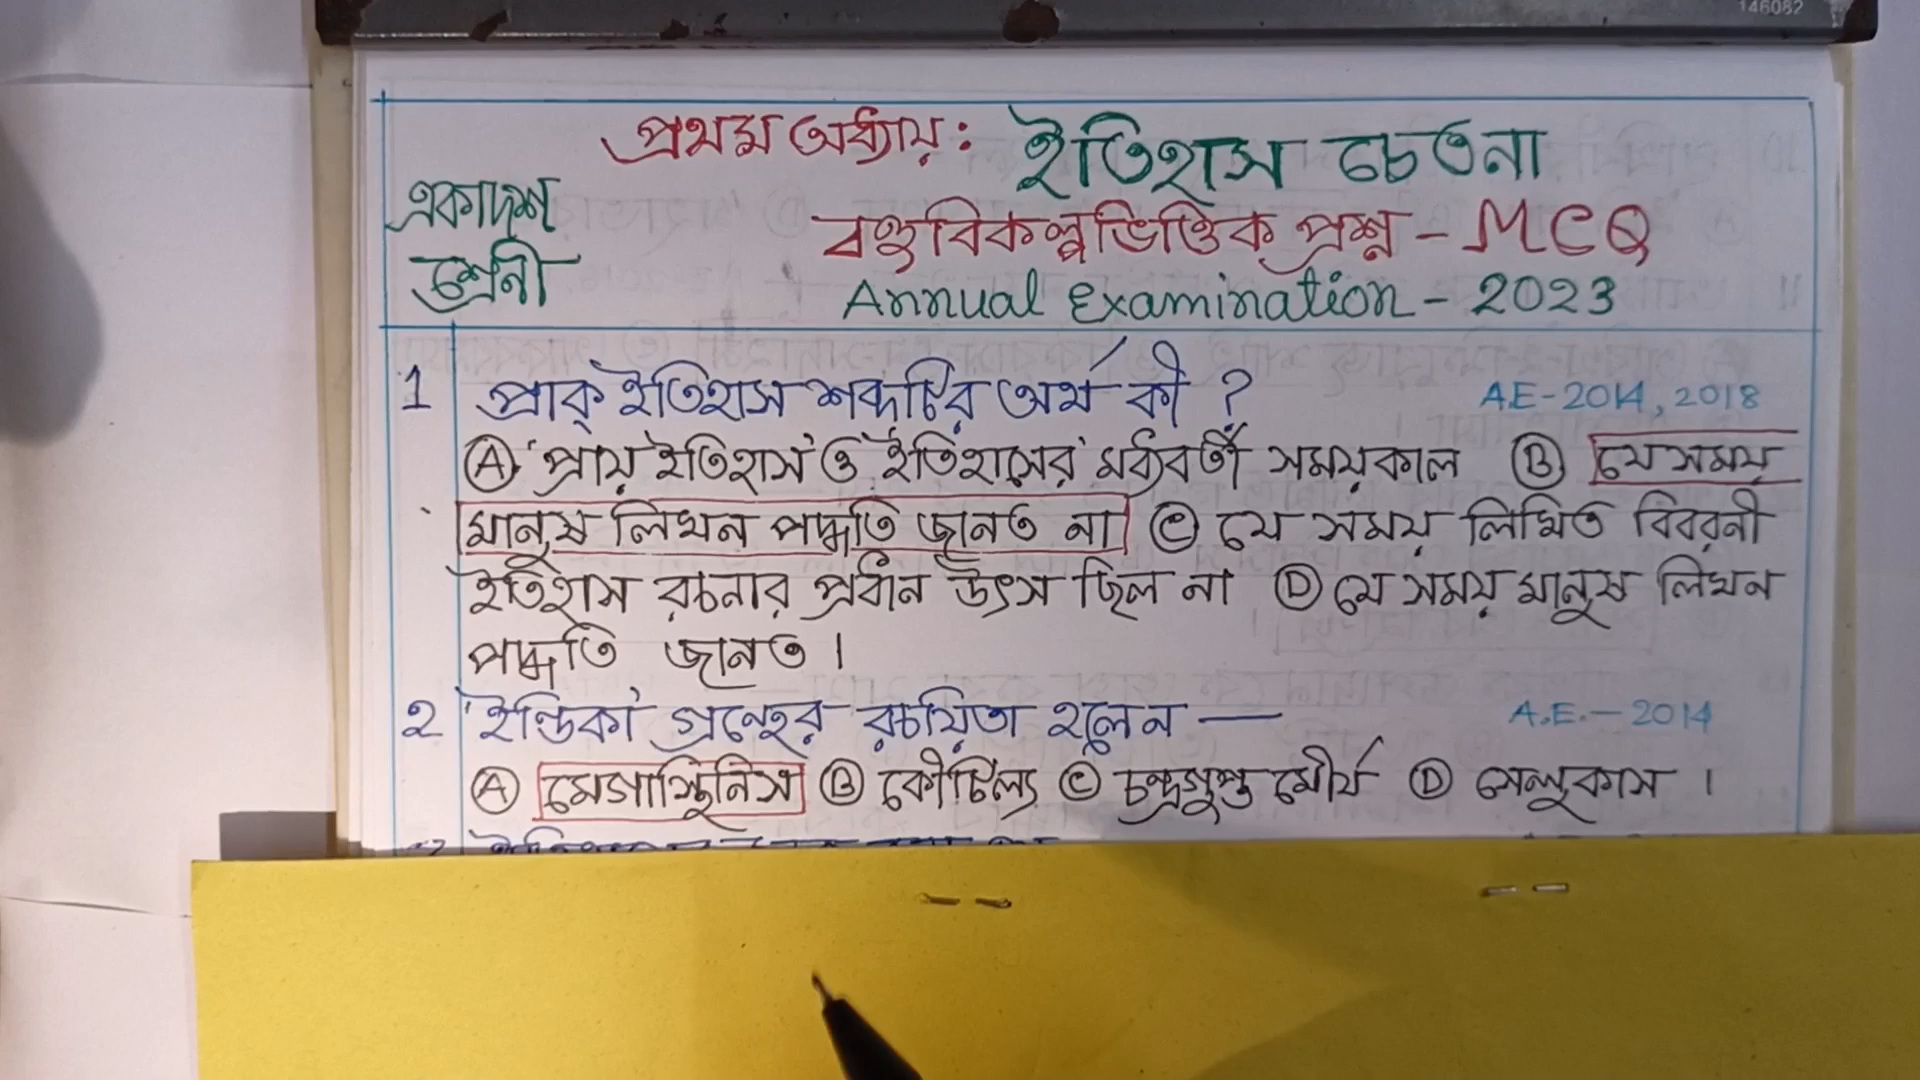 146082
প্রথম অধ্যায়: ইতিহাস চেতনা
একাদশ শ্রেনী
বহুবিকল্পভিত্তিক প্রশ্ন - MCQ
Annual Examination - 2023
1 প্রাক্ ইতিহাস শব্দটির অর্থ কী ? AE-2014, 2018
Ⓐ 'প্রায় ইতিহাস' ও 'ইতিহাসের' মধ্যবর্তী সময়কাল Ⓑ যে সময়
মানুষ লিখন পদ্ধতি জানত না Ⓒ যে সময় লিখিত বিবরনী
ইতিহাস রচনার প্রধান উৎস ছিল না Ⓓ যে সময় মানুষ লিখন
পদ্ধতি জানত ।
২ 'ইন্ডিকা' গ্রন্থের রচয়িতা হলেন — A.E.-2014
Ⓐ মেগাস্থিনিস Ⓑ কৌটিল্য Ⓒ চন্দ্রগুপ্ত মৌর্য Ⓓ সেলুকাস ।